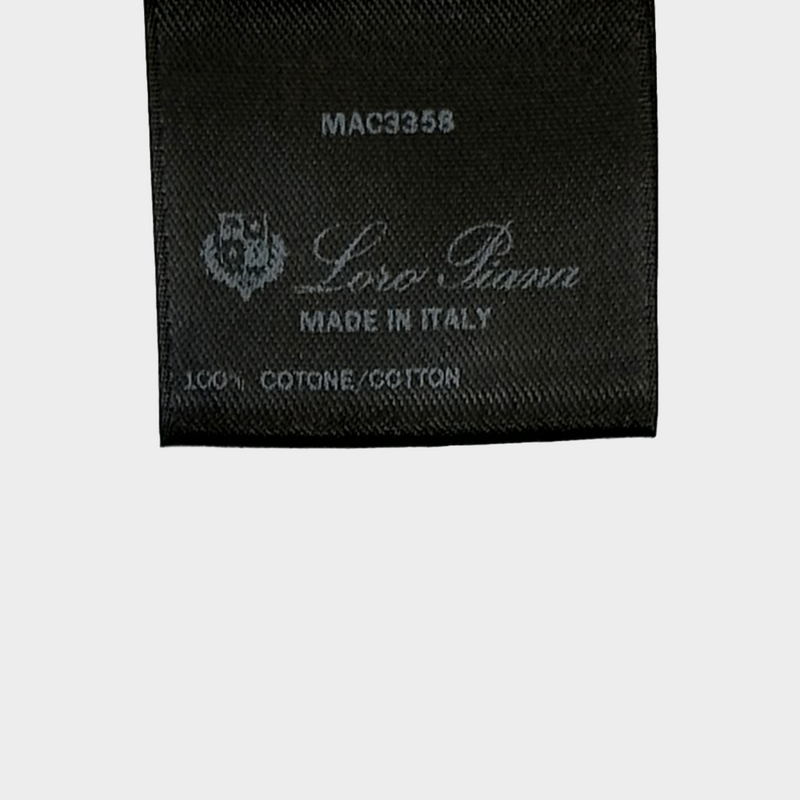 MAC3358
Loro Piana
MADE IN ITALY
100% COTONE/COTTON